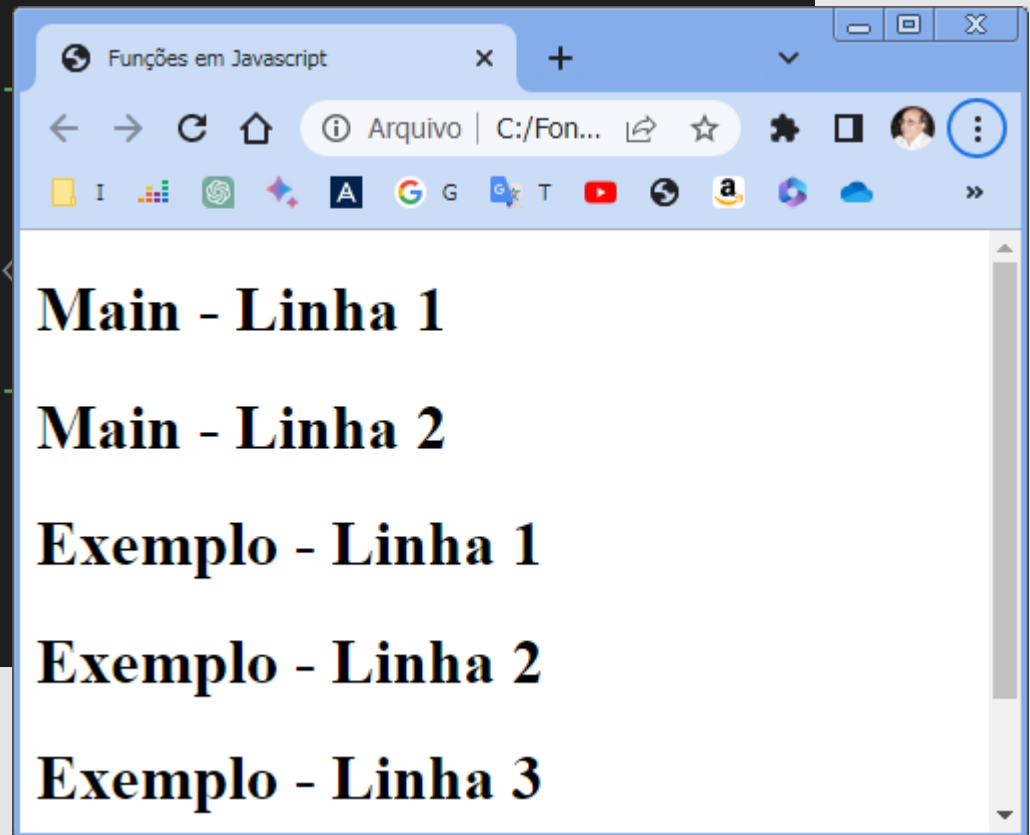 Funções em Javascript
Arquivo | C:/Fon...
I A G G T a
Main - Linha 1
Main - Linha 2
Exemplo - Linha 1
Exemplo - Linha 2
Exemplo - Linha 3